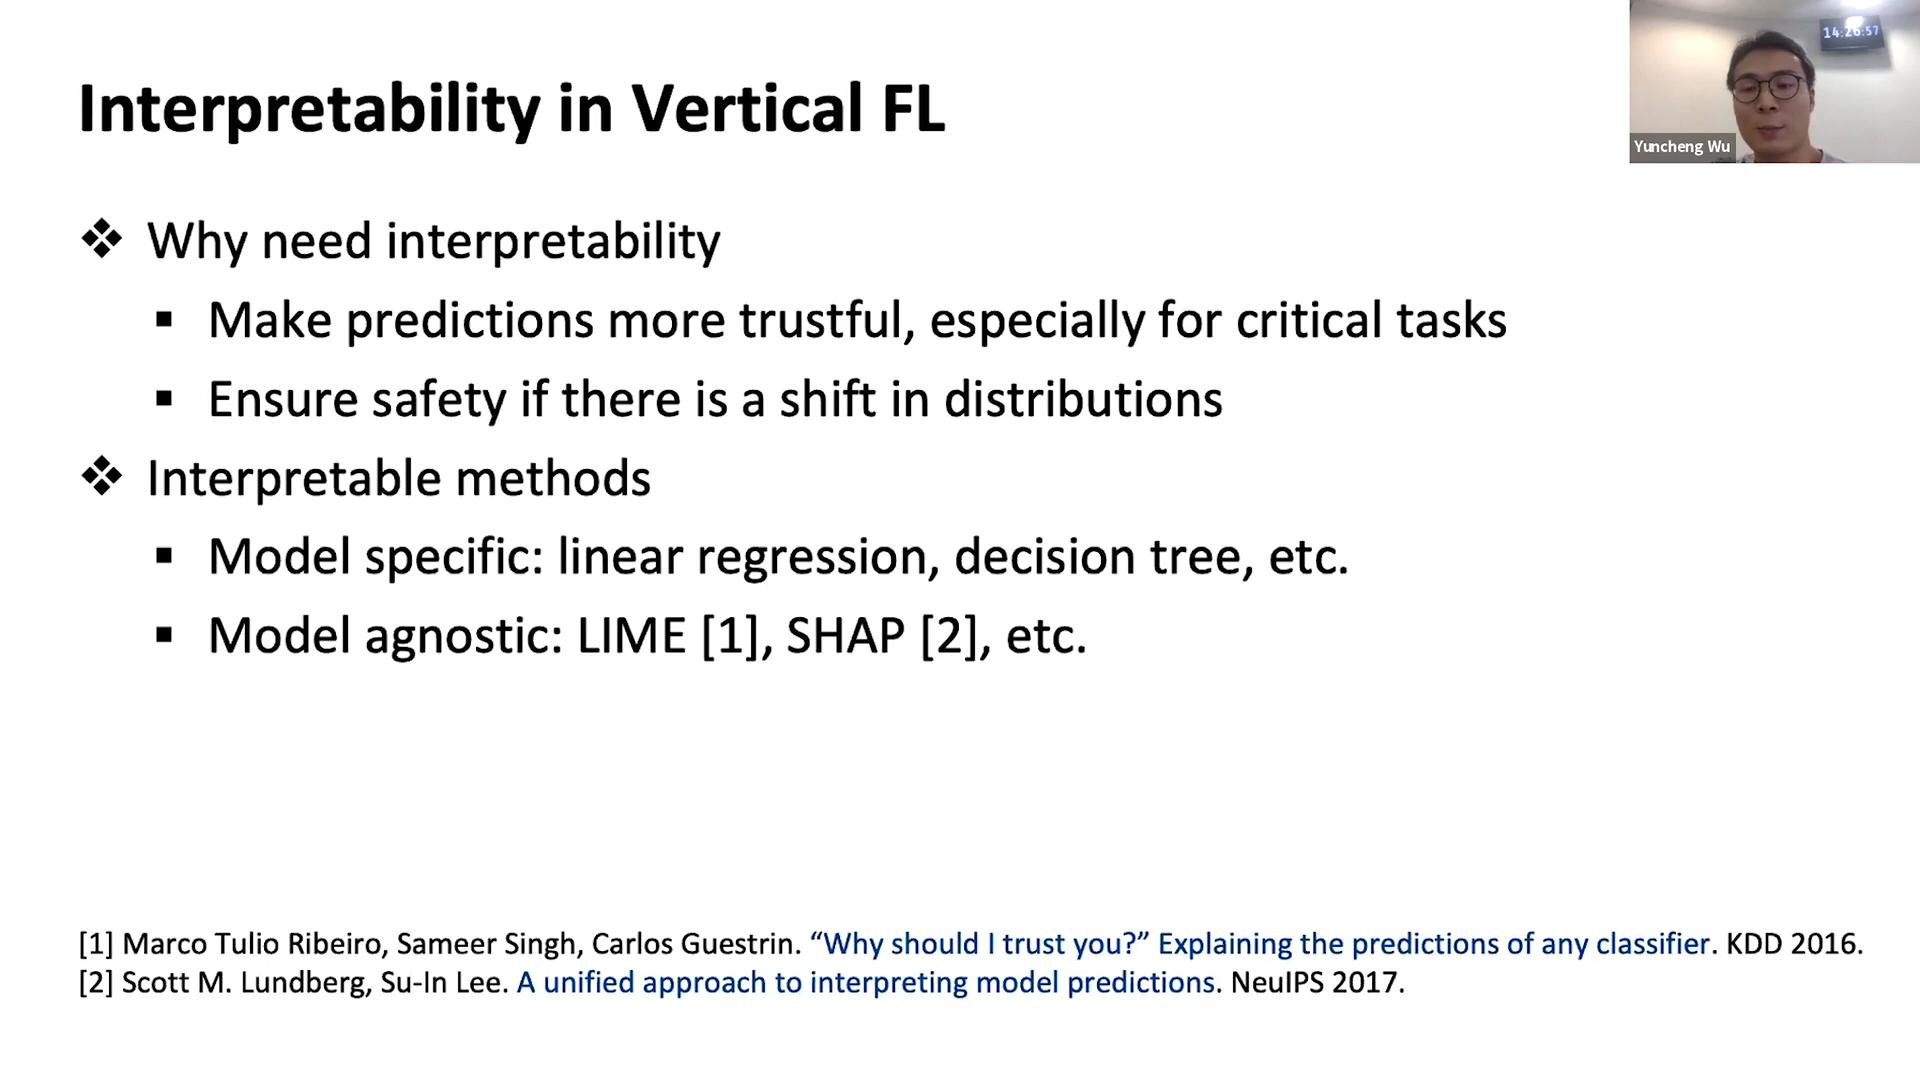 Interpretability in Vertical FL
14:26:57
Yuncheng Wu
Why need interpretability
Make predictions more trustful, especially for critical tasks
Ensure safety if there is a shift in distributions
Interpretable methods
Model specific: linear regression, decision tree, etc.
Model agnostic: LIME [1], SHAP [2], etc.
[1] Marco Tulio Ribeiro, Sameer Singh, Carlos Guestrin. “Why should I trust you?” Explaining the predictions of any classifier. KDD 2016.
[2] Scott M. Lundberg, Su-In Lee. A unified approach to interpreting model predictions. NeuIPS 2017.